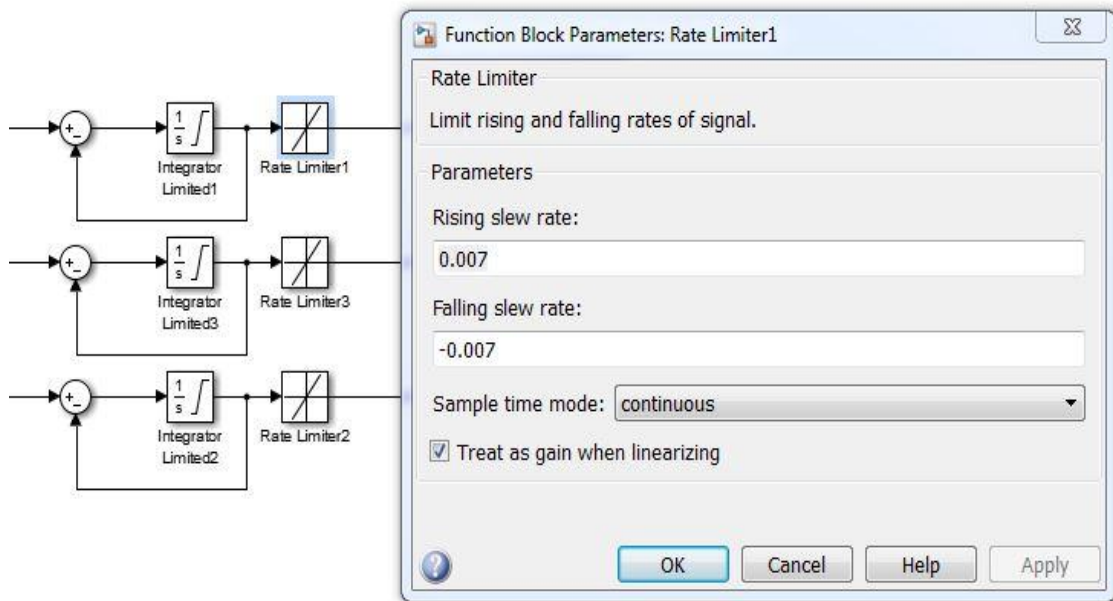 Function Block Parameters: Rate Limiter1
Rate Limiter
Limit rising and falling rates of signal.
Parameters
Rising slew rate:
0.007
Falling slew rate:
-0.007
Sample time mode: continuous
Treat as gain when linearizing
OK Cancel Help Apply
+
-
1
s
Integrator
Limited1
Rate Limiter1
+
-
1
s
Integrator
Limited3
Rate Limiter3
+
-
1
s
Integrator
Limited2
Rate Limiter2